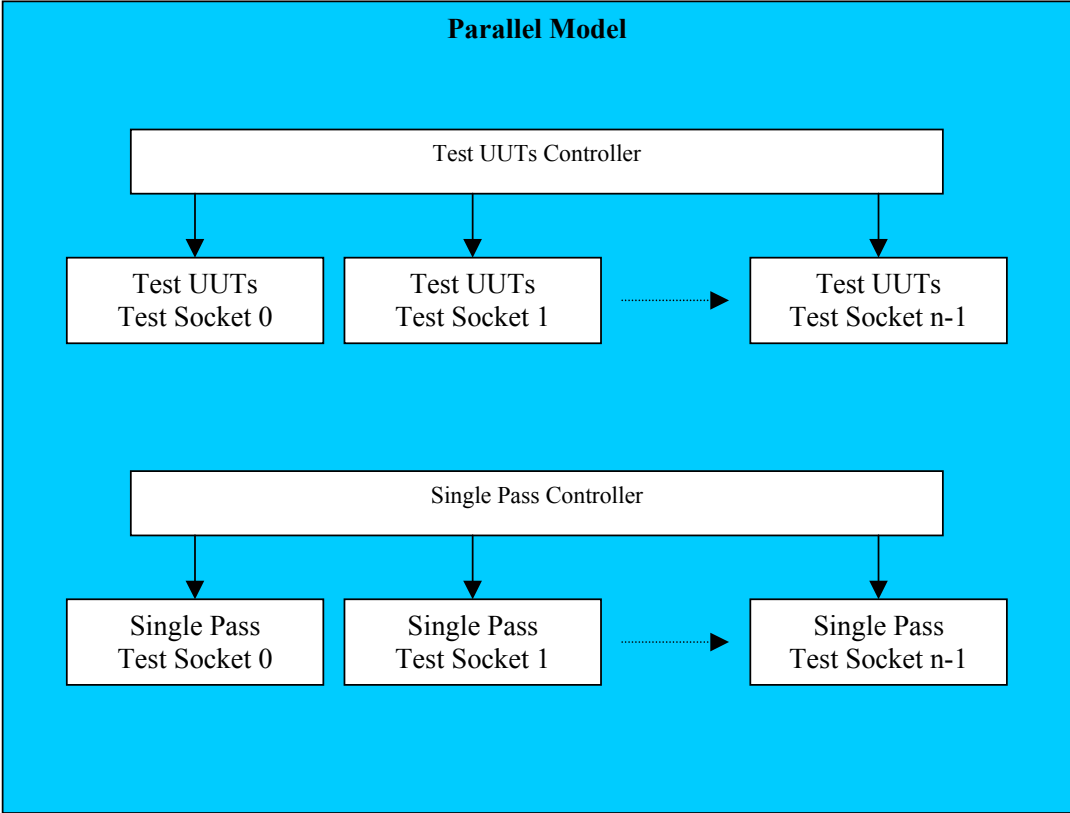 Parallel Model
Test UUTs Controller
Test UUTs
Test Socket 0
Test UUTs
Test Socket 1
Test UUTs
Test Socket n-1
Single Pass Controller
Single Pass
Test Socket 0
Single Pass
Test Socket 1
Single Pass
Test Socket n-1